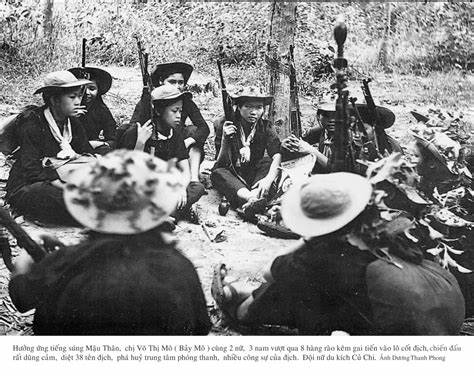 Hưởng ứng tiếng súng Mậu Thân, chị Võ Thị Mô ( Bảy Mô ) cùng 2 nữ, 3 nam vượt qua 8 hàng rào kẽm gai tiến vào lô cốt địch, chiến đấu
rất dũng cảm, diệt 38 tên địch, phá huỷ trung tâm phóng thanh, nhiều công sự của địch. Đội nữ du kích Củ Chi. Ảnh Dương Thanh Phong